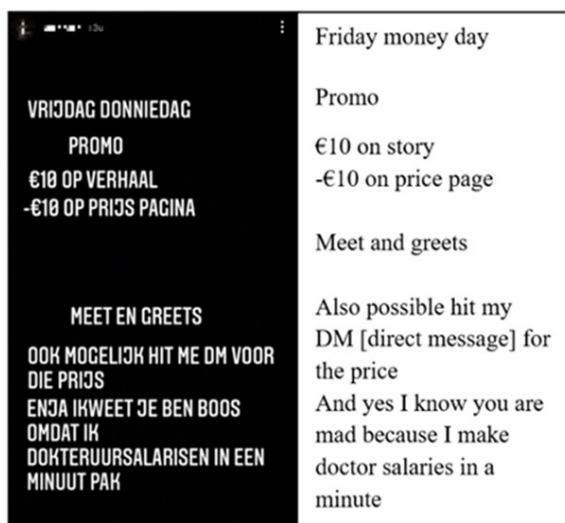 13u
VRIJDAG DONNIEDAG
PROMO
€10 OP VERHAAL
-€10 OP PRIJS PAGINA
MEET EN GREETS
OOK MOGELIJK HIT ME DM VOOR
DIE PRIJS
ENJA IKWEET JE BEN BOOS
OMDAT IK
DOKTERUURSALARISEN IN EEN
MINUUT PAK
Friday money day
Promo
€10 on story
-€10 on price page
Meet and greets
Also possible hit my
DM [direct message] for
the price
And yes I know you are
mad because I make
doctor salaries in a
minute